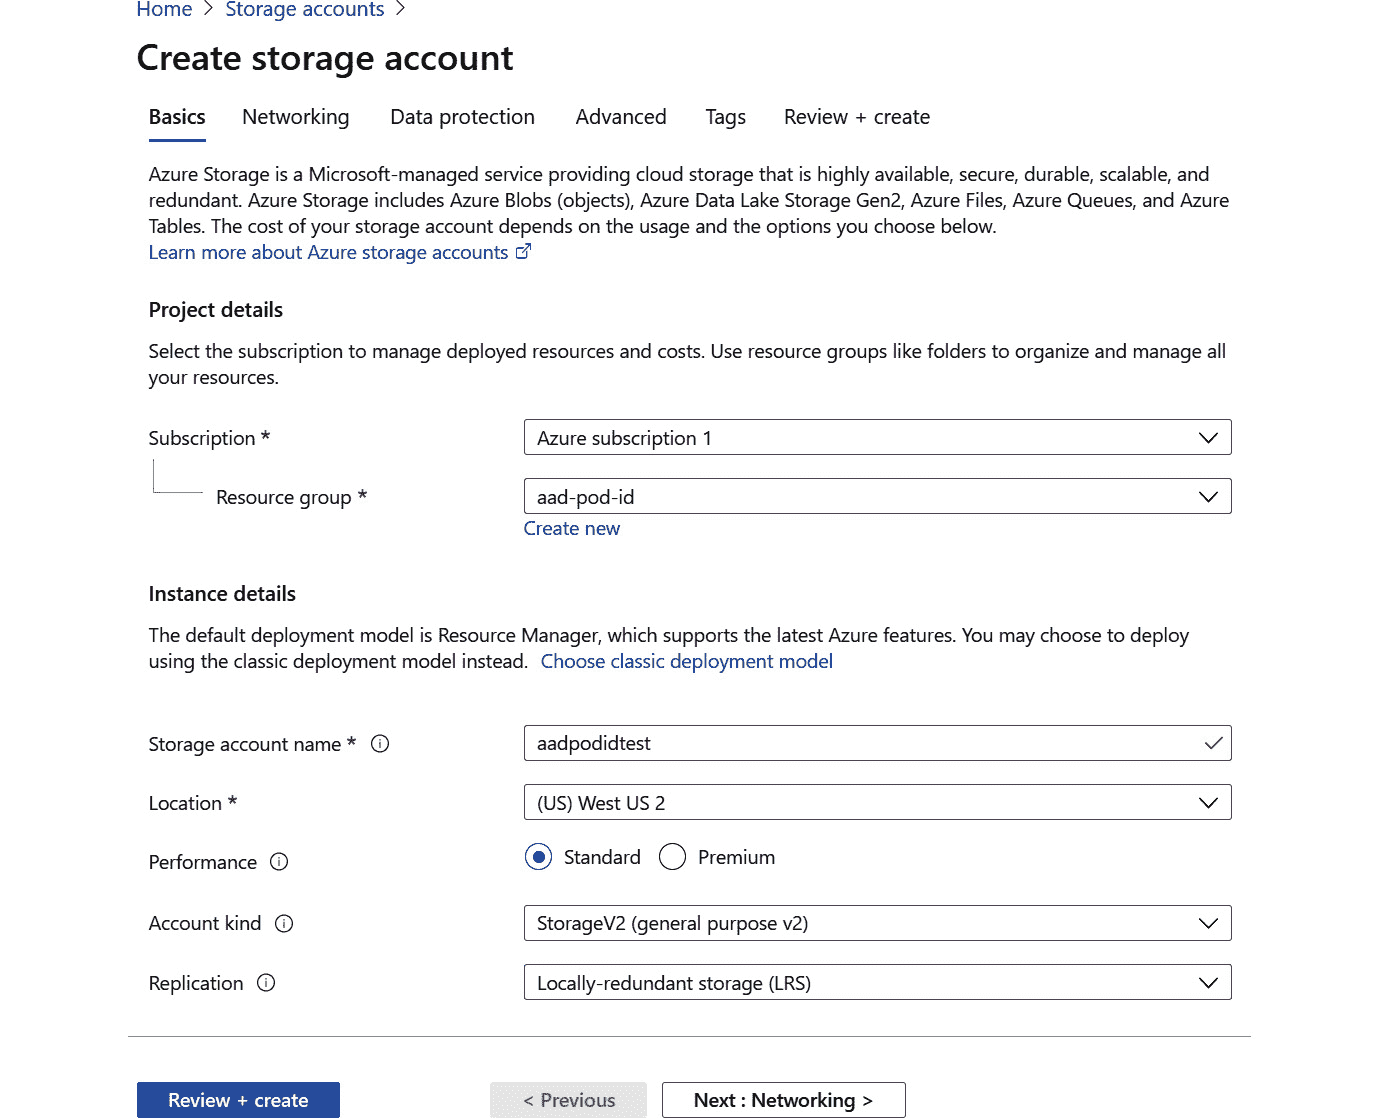 Home > Storage accounts >
Create storage account
Basics Networking Data protection Advanced Tags Review + create
Azure Storage is a Microsoft-managed service providing cloud storage that is highly available, secure, durable, scalable, and
redundant. Azure Storage includes Azure Blobs (objects), Azure Data Lake Storage Gen2, Azure Files, Azure Queues, and Azure
Tables. The cost of your storage account depends on the usage and the options you choose below.
Learn more about Azure storage accounts
Project details
Select the subscription to manage deployed resources and costs. Use resource groups like folders to organize and manage all
your resources.
Subscription * Azure subscription 1
Resource group * aad-pod-id
Create new
Instance details
The default deployment model is Resource Manager, which supports the latest Azure features. You may choose to deploy
using the classic deployment model instead. Choose classic deployment model
Storage account name * aadpodidtest
Location * (US) West US 2
Performance Standard Premium
Account kind StorageV2 (general purpose v2)
Replication Locally-redundant storage (LRS)
Review + create < Previous Next : Networking >